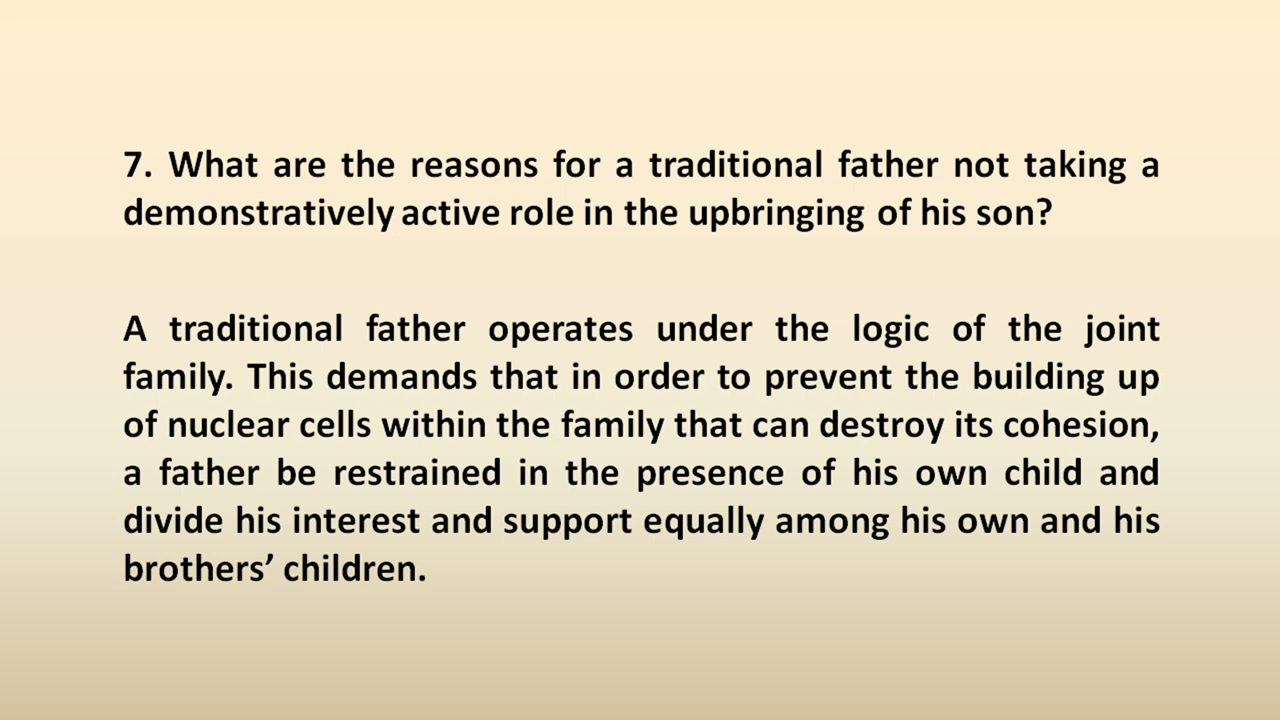 7. What are the reasons for a traditional father not taking a
demonstratively active role in the upbringing of his son?
A traditional father operates under the logic of the joint
family. This demands that in order to prevent the building up
of nuclear cells within the family that can destroy its cohesion,
a father be restrained in the presence of his own child and
divide his interest and support equally among his own and his
brothers’ children.